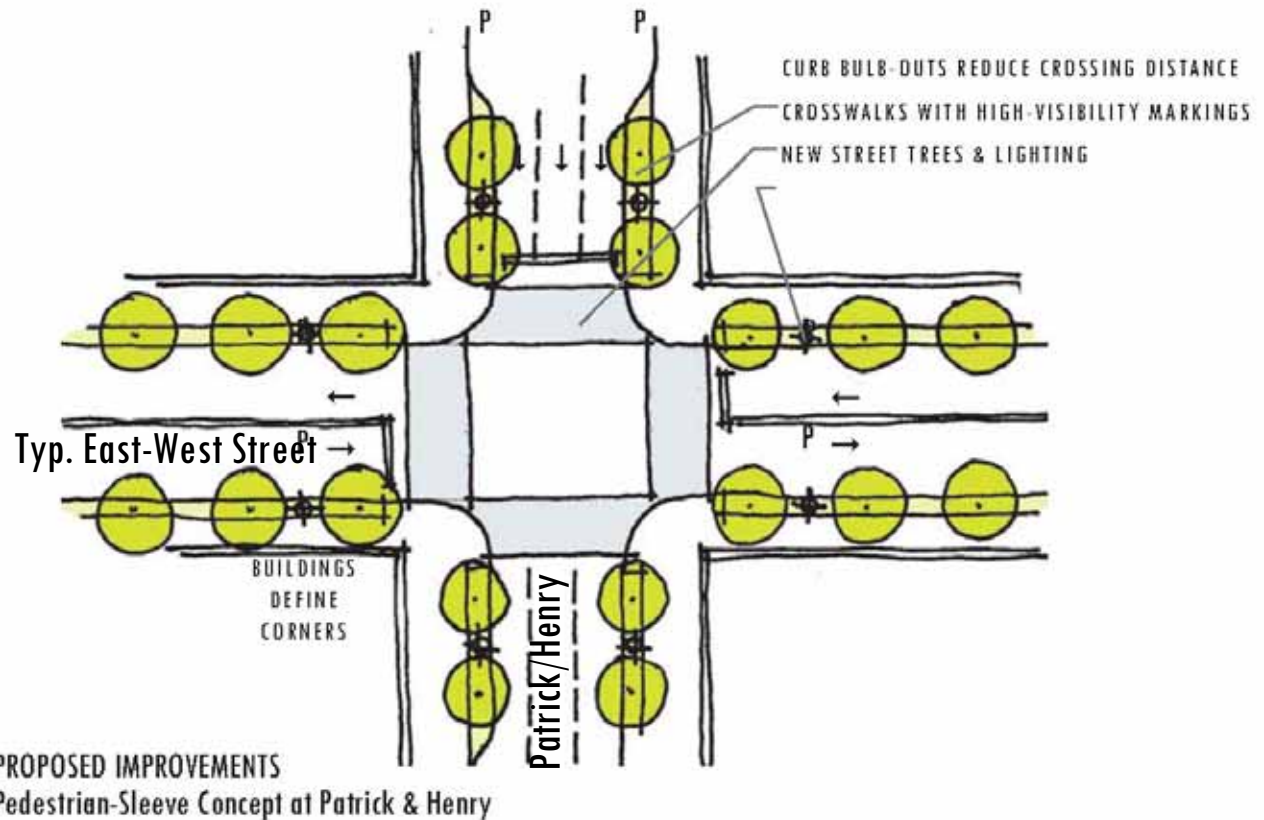 P
P
CURB BULB-OUTS REDUCE CROSSING DISTANCE
CROSSWALKS WITH HIGH-VISIBILITY MARKINGS
NEW STREET TREES & LIGHTING
P
Typ. East-West Street
P
P
BUILDINGS
DEFINE
CORNERS
Patrick/Henry
PROPOSED IMPROVEMENTS
Pedestrian-Sleeve Concept at Patrick & Henry